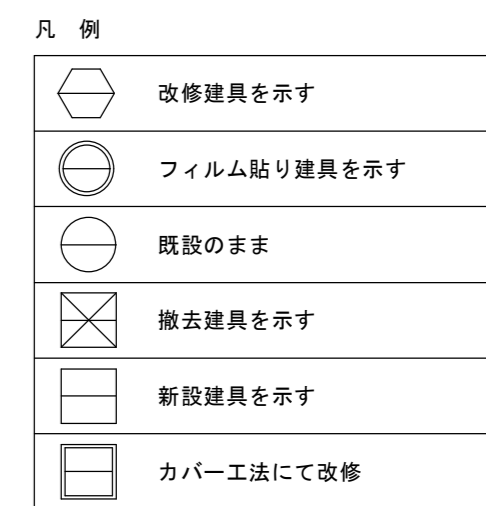 凡　例
改修建具を示す
フィルム貼り建具を示す
既設のまま
撤去建具を示す
新設建具を示す
カバー工法にて改修